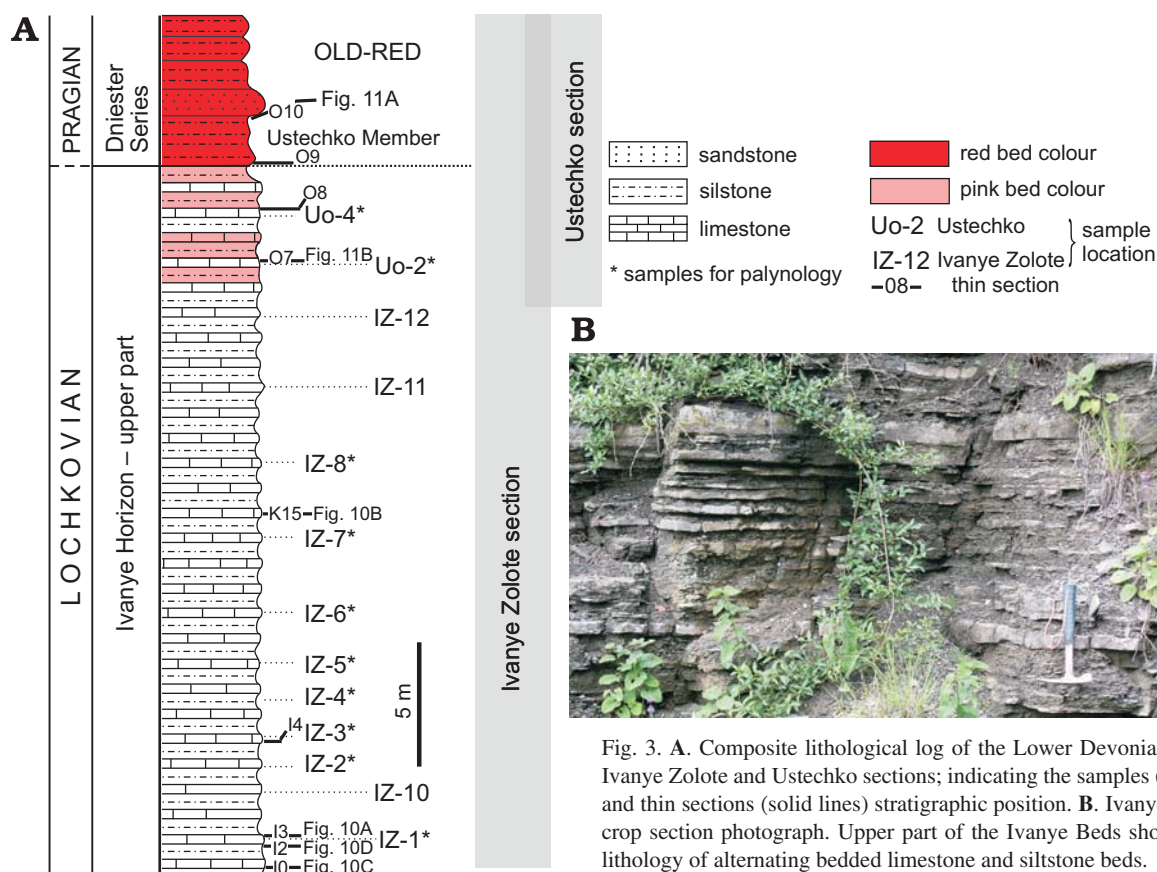 A
PRAGIAN
LOCHKOVIAN
Dniester
Series
Ivanye Horizon – upper part
OLD-RED
Fig. 11A
O10
Ustechko Member
O9
O8
Uo-4*
O7 Fig. 11B
Uo-2*
IZ-12
IZ-11
IZ-8*
K15 Fig. 10B
IZ-7*
IZ-6*
IZ-5*
IZ-4*
I4 IZ-3*
IZ-2*
IZ-10
I3 Fig. 10A
IZ-1*
I2 Fig. 10D
I0 Fig. 10C
5 m
Ustechko section
Ivanye Zolote section
sandstone
silstone
limestone
* samples for palynology
red bed colour
pink bed colour
Uo-2 Ustechko
IZ-12 Ivanye Zolote
sample
location
–08– thin section
B
Fig. 3. A. Composite lithological log of the Lower Devonia
Ivanye Zolote and Ustechko sections; indicating the samples (
and thin sections (solid lines) stratigraphic position. B. Ivany
crop section photograph. Upper part of the Ivanye Beds sho
lithology of alternating bedded limestone and siltstone beds.